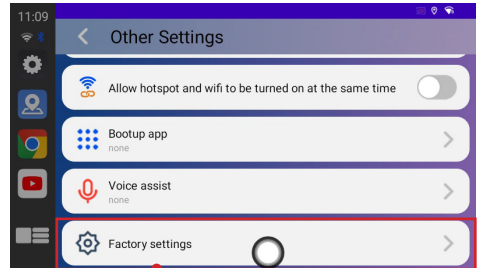 11:09
Other Settings
Allow hotspot and wifi to be turned on at the same time
Bootup app
none
Voice assist
none
Factory settings